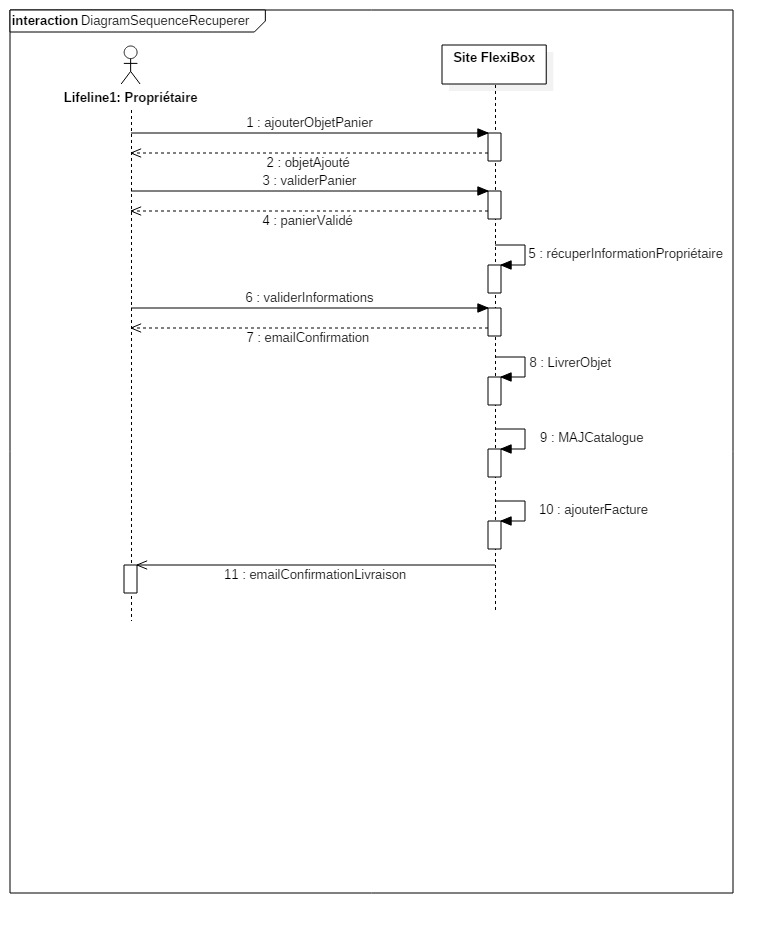 interaction DiagramSequenceRecuperer
Site FlexiBox
Lifeline1: Propriétaire
1 : ajouterObjetPanier
2 : objetAjouté
3 : validerPanier
4 : panierValidé
5 : récuperInformationPropriétaire
6 : validerInformations
7 : emailConfirmation
8 : LivrerObjet
9 : MAJCatalogue
10 : ajouterFacture
11 : emailConfirmationLivraison